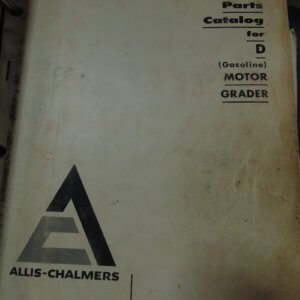 Parts
Catalog
for
D
(Gasoline)
MOTOR
GRADER
ALLIS-CHALMERS